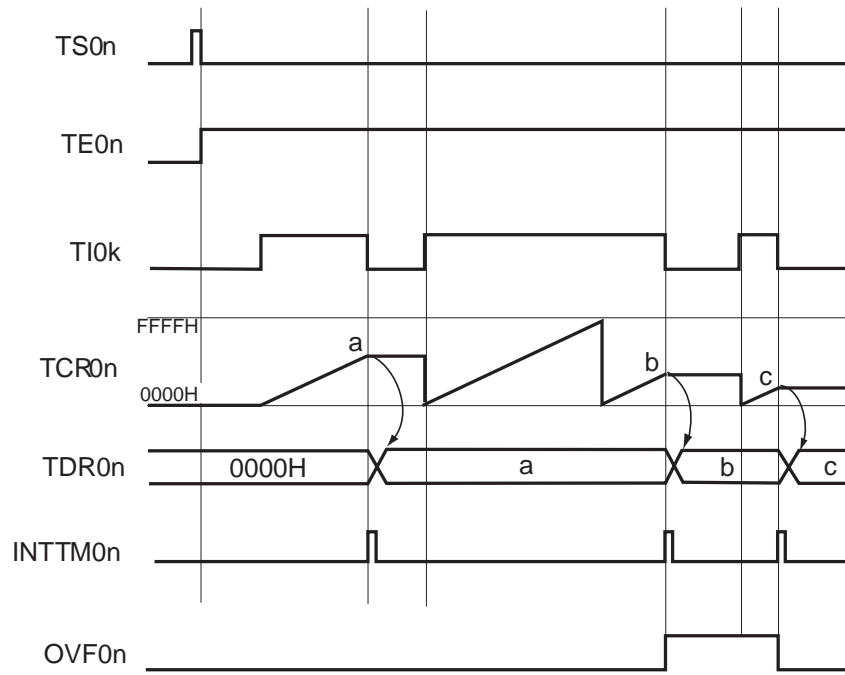 TS0n
TE0n
TI0k
FFFFH
a
b
c
TCR0n
0000H
TDR0n
0000H
a
b
c
INTTM0n
OVF0n